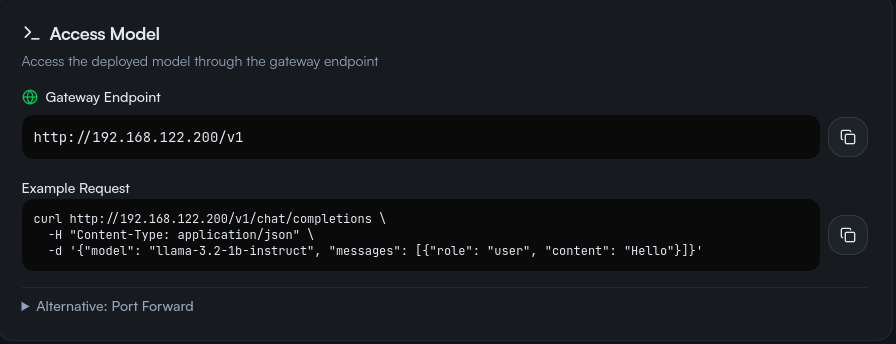 Access Model
Access the deployed model through the gateway endpoint
Gateway Endpoint
http://192.168.122.200/v1
Example Request
curl http://192.168.122.200/v1/chat/completions \
  -H "Content-Type: application/json" \
  -d '{"model": "llama-3.2-1b-instruct", "messages": [{"role": "user", "content": "Hello"}]}'
Alternative: Port Forward